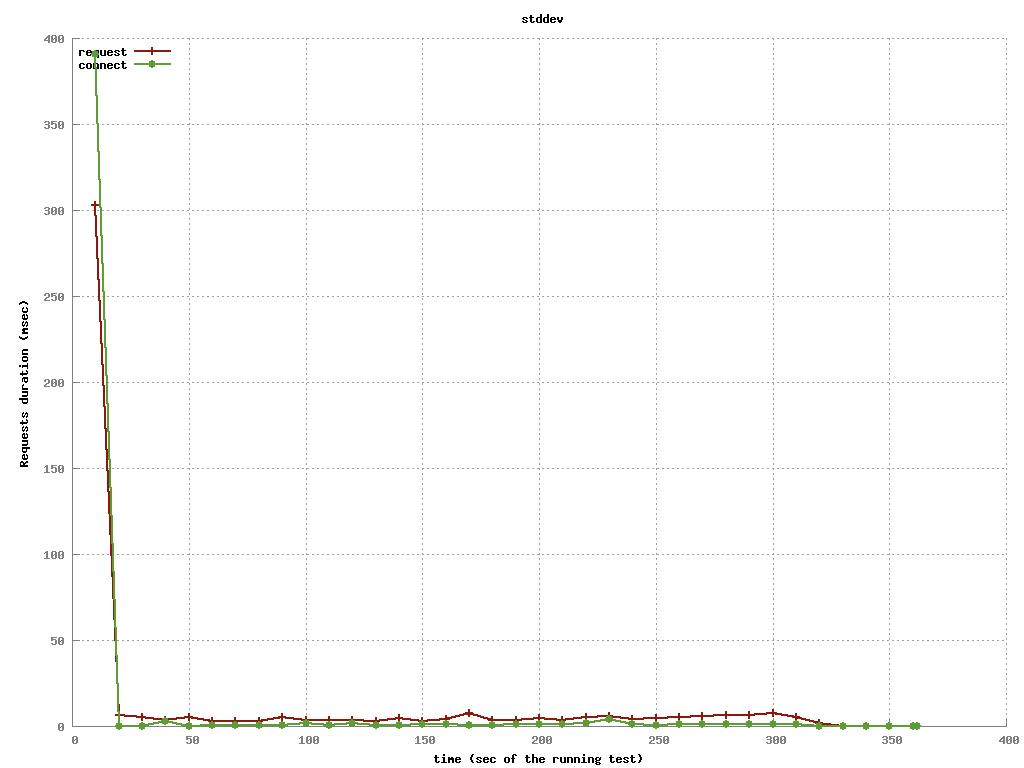 stddev
request
connect
400
350
300
250
200
150
100
50
0
Requests duration (msec)
0 50 100 150 200 250 300 350 400
time (sec of the running test)